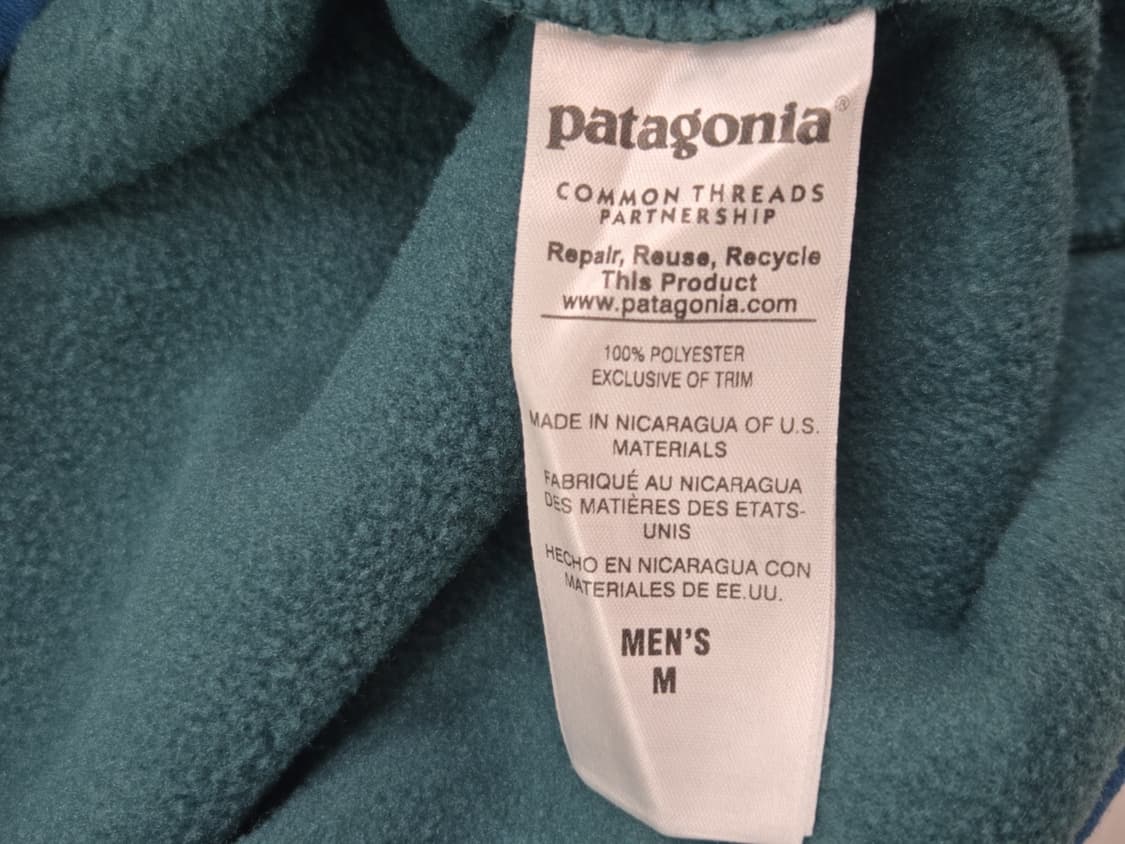 patagonia®
COMMON THREADS
PARTNERSHIP
Repair, Reuse, Recycle
This Product
www.patagonia.com
100% POLYESTER
EXCLUSIVE OF TRIM
MADE IN NICARAGUA OF U.S.
MATERIALS
FABRIQUÉ AU NICARAGUA
DES MATIÈRES DES ETATS-
UNIS
HECHO EN NICARAGUA CON
MATERIALES DE EE.UU.
MEN'S
M